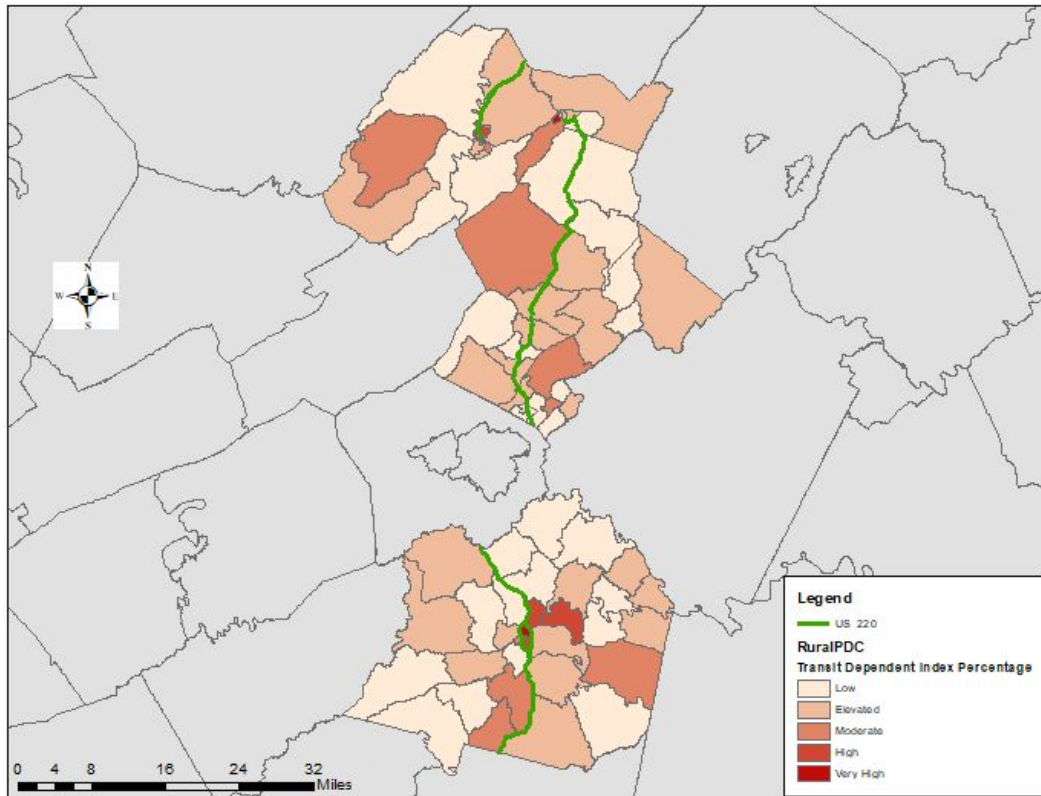 N
W E
S
Legend
US 220
RuralPDC
Transit Dependent Index Percentage
Low
Elevated
Moderate
High
Very High
0 4 8 16 24 32
Miles